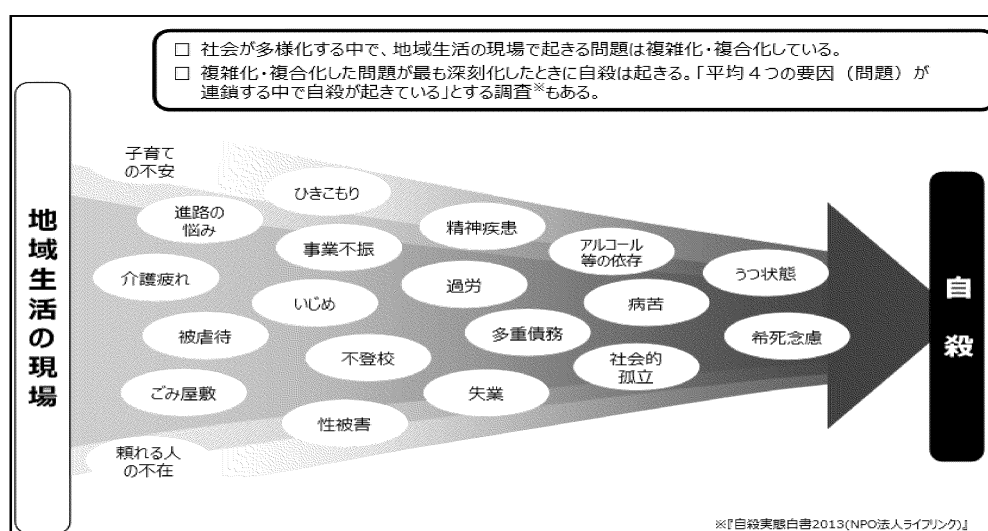 □ 社会が多様化する中で、地域生活の現場で起きる問題は複雑化・複合化している。
□ 複雑化・複合化した問題が最も深刻化したときに自殺は起きる。「平均４つの要因（問題）が
連鎖する中で自殺が起きている」とする調査※もある。
地域生活の現場
子育て
の不安
進路の
悩み
介護疲れ
被虐待
ごみ屋敷
頼れる人
の不在
ひきこもり
事業不振
いじめ
不登校
性被害
精神疾患
過労
多重債務
失業
アルコール
等の依存
病苦
社会的
孤立
うつ状態
希死念慮
自殺
※『自殺実態白書2013(NPO法人ライフリンク)』